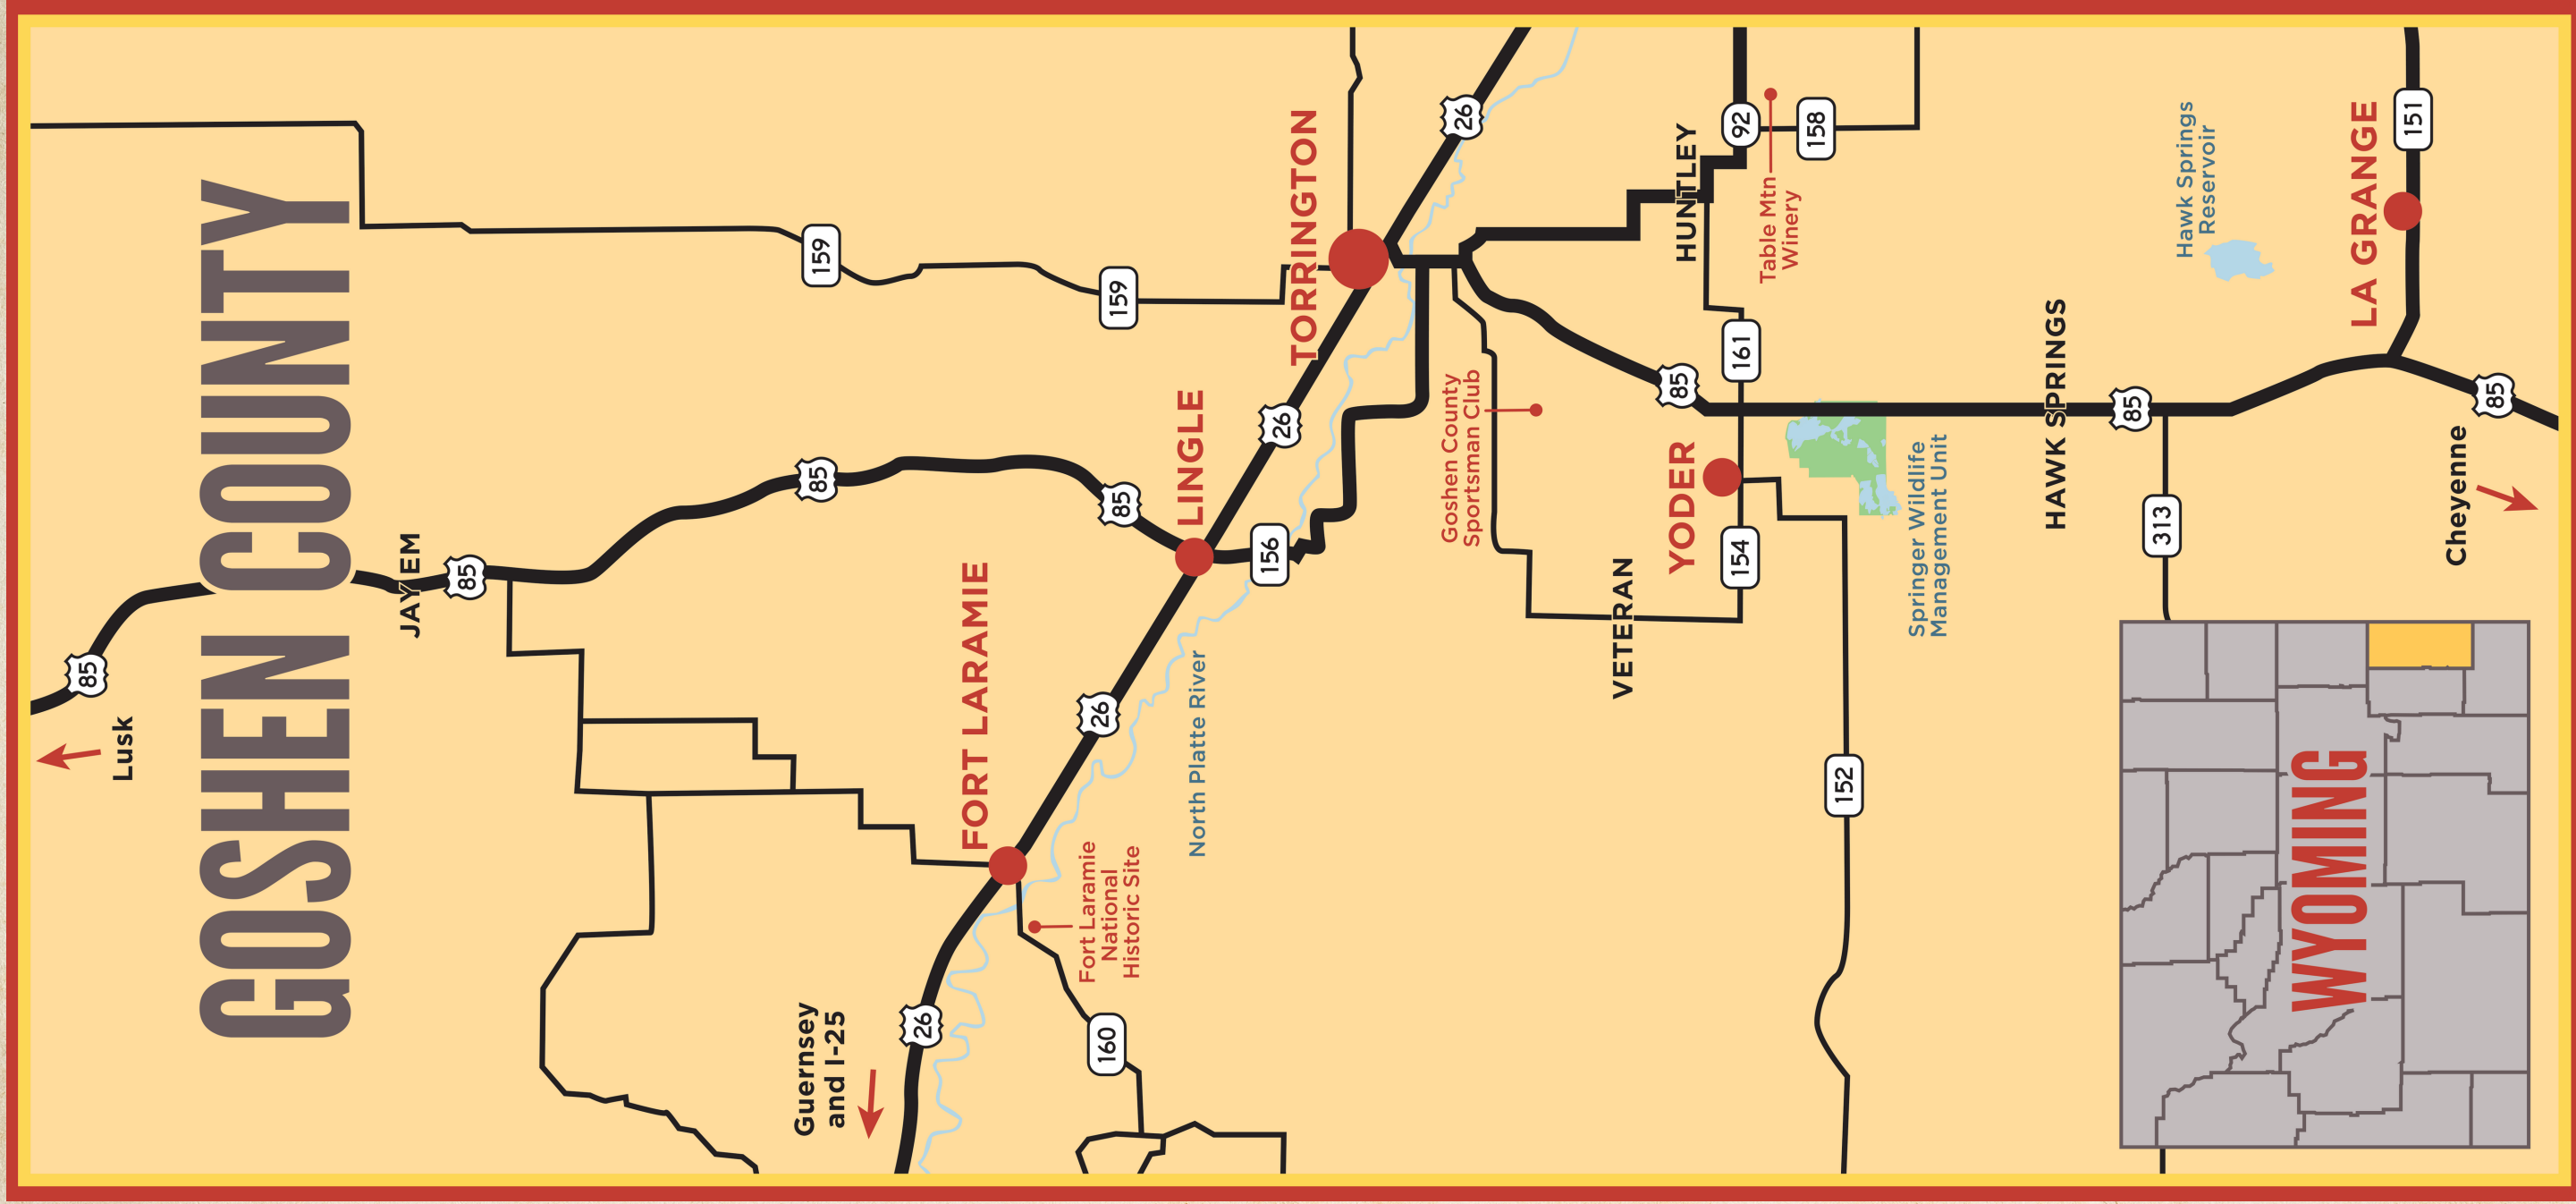 Lusk
85
GOSHEN COUNTY
JAY EM
85
85
85
159
159
Guernsey
and I-25
26
FORT LARAMIE
Fort Laramie
National
Historic Site
160
26
North Platte River
LINGLE
156
26
TORRINGTON
26
Goshen County
Sportsman Club
VETERAN
HUNTLEY
92
158
Table Mtn
Winery
85
161
YODER
154
152
Springer Wildlife
Management Unit
HAWK SPRINGS
85
313
Hawk Springs
Reservoir
LA GRANGE
151
85
Cheyenne
WYOMING